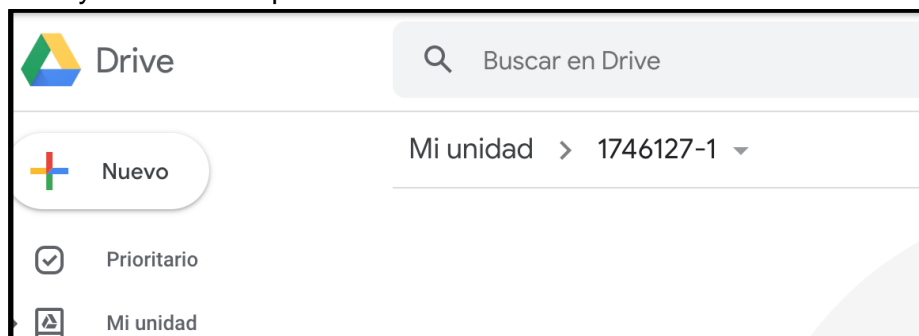 Drive
Buscar en Drive
Mi unidad > 1746127-1
Nuevo
Prioritario
Mi unidad